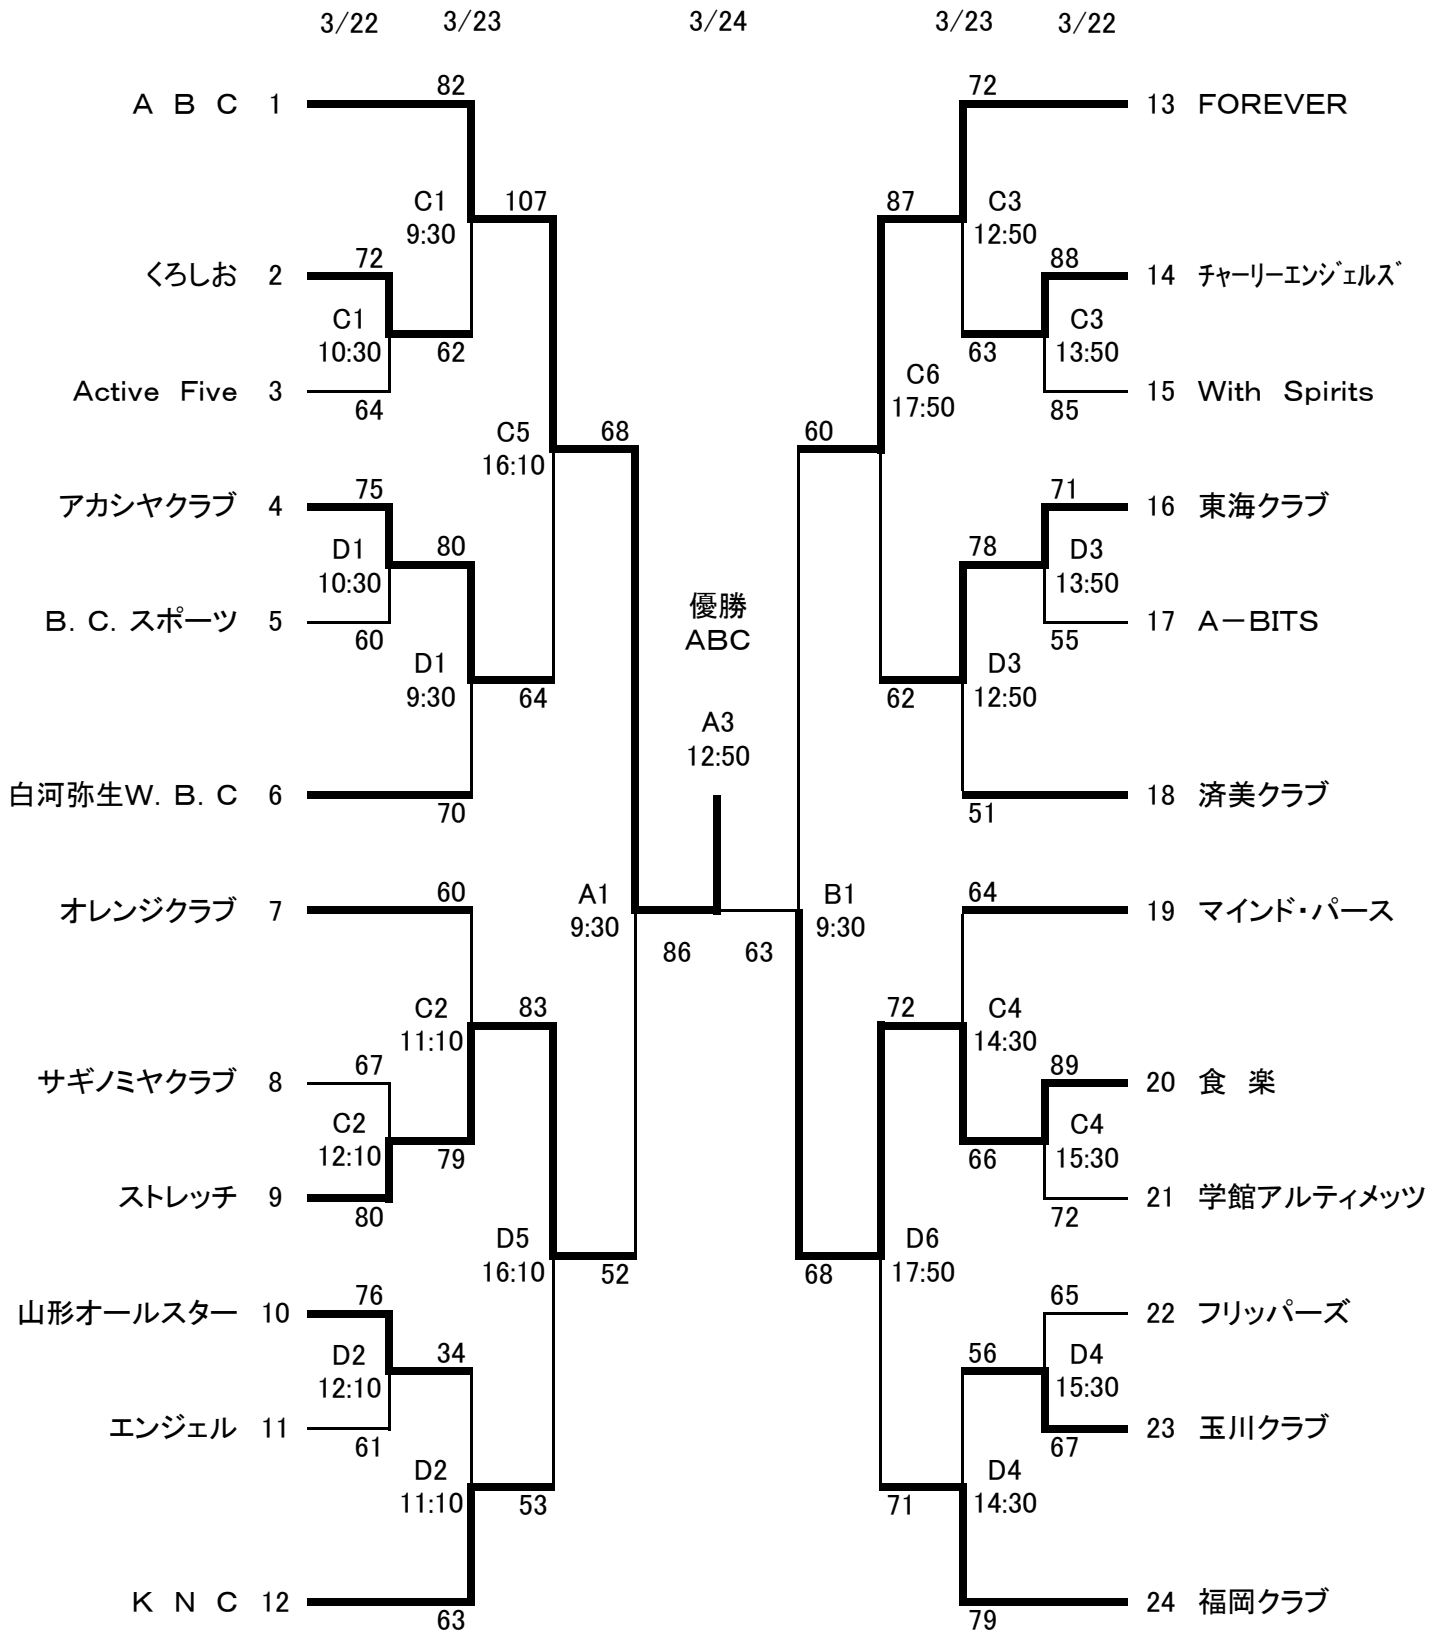 3/22 3/23 3/24 3/23 3/22
82 72
A B C 1 13 FOREVER
C1 107 87 C3
9:30 12:50
72 88
くろしお 2 14 チャーリーエンジェルズ
C1 C3
10:30 62 63 13:50
C6
Active Five 3 17:50 15 With Spirits
64 85
C5 68 60
16:10
75 71
アカシヤクラブ 4 16 東海クラブ
D1 80 78 D3
10:30 13:50
優勝
B.C.スポーツ 5 17 A－BITS
60 ABC 55
D1 D3
9:30 64 62 12:50
A3
12:50
白河弥生W.B.C 6 18 済美クラブ
70 51
60 A1 B1 64
オレンジクラブ 7 9:30 9:30 19 マインド・パース
86 63
C2 83 72 C4
11:10 14:30
67 89
サギノミヤクラブ 8 20 食 楽
C2 C4
12:10 79 66 15:30
ストレッチ 9 21 学館アルティメッツ
80 72
D5 D6
16:10 52 68 17:50
76 65
山形オールスター 10 22 フリッパーズ
D2 34 56 D4
12:10 15:30
エンジェル 11 23 玉川クラブ
61 67
D2 D4
11:10 53 71 14:30
K N C 12 24 福岡クラブ
63 79